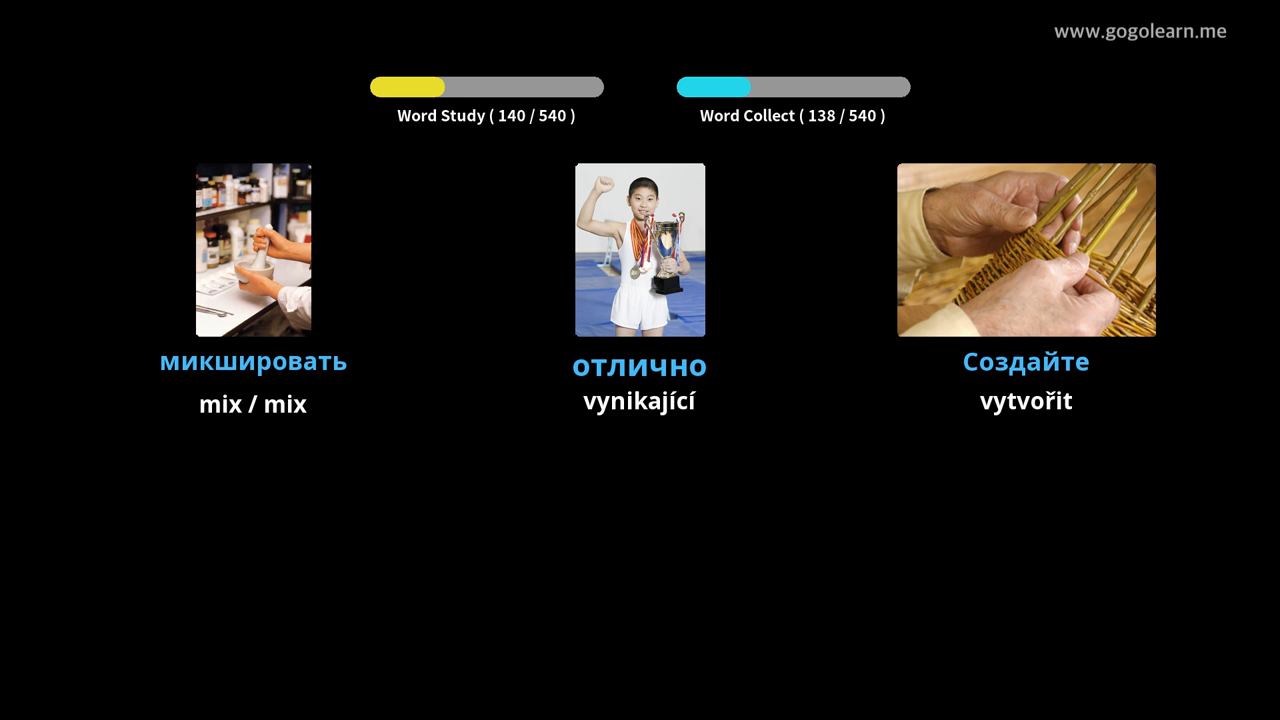 www.gogolearn.me
Word Study ( 140 / 540 )
Word Collect ( 138 / 540 )
микшировать
отлично
Создайте
mix / mix
vynikající
vytvořit